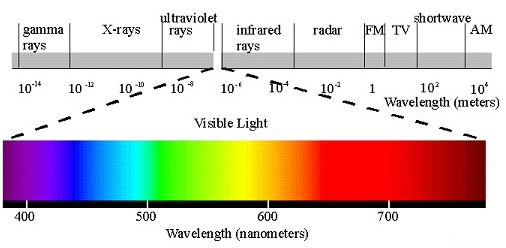 gamma rays
X-rays
ultraviolet rays
infrared rays
radar
FM
TV
shortwave
AM
10⁻¹⁴ 10⁻¹² 10⁻¹⁰ 10⁻⁸ 10⁻⁶ 10⁻⁴ 10⁻² 1 10² 10⁴
Wavelength (meters)
Visible Light
400 500 600 700
Wavelength (nanometers)